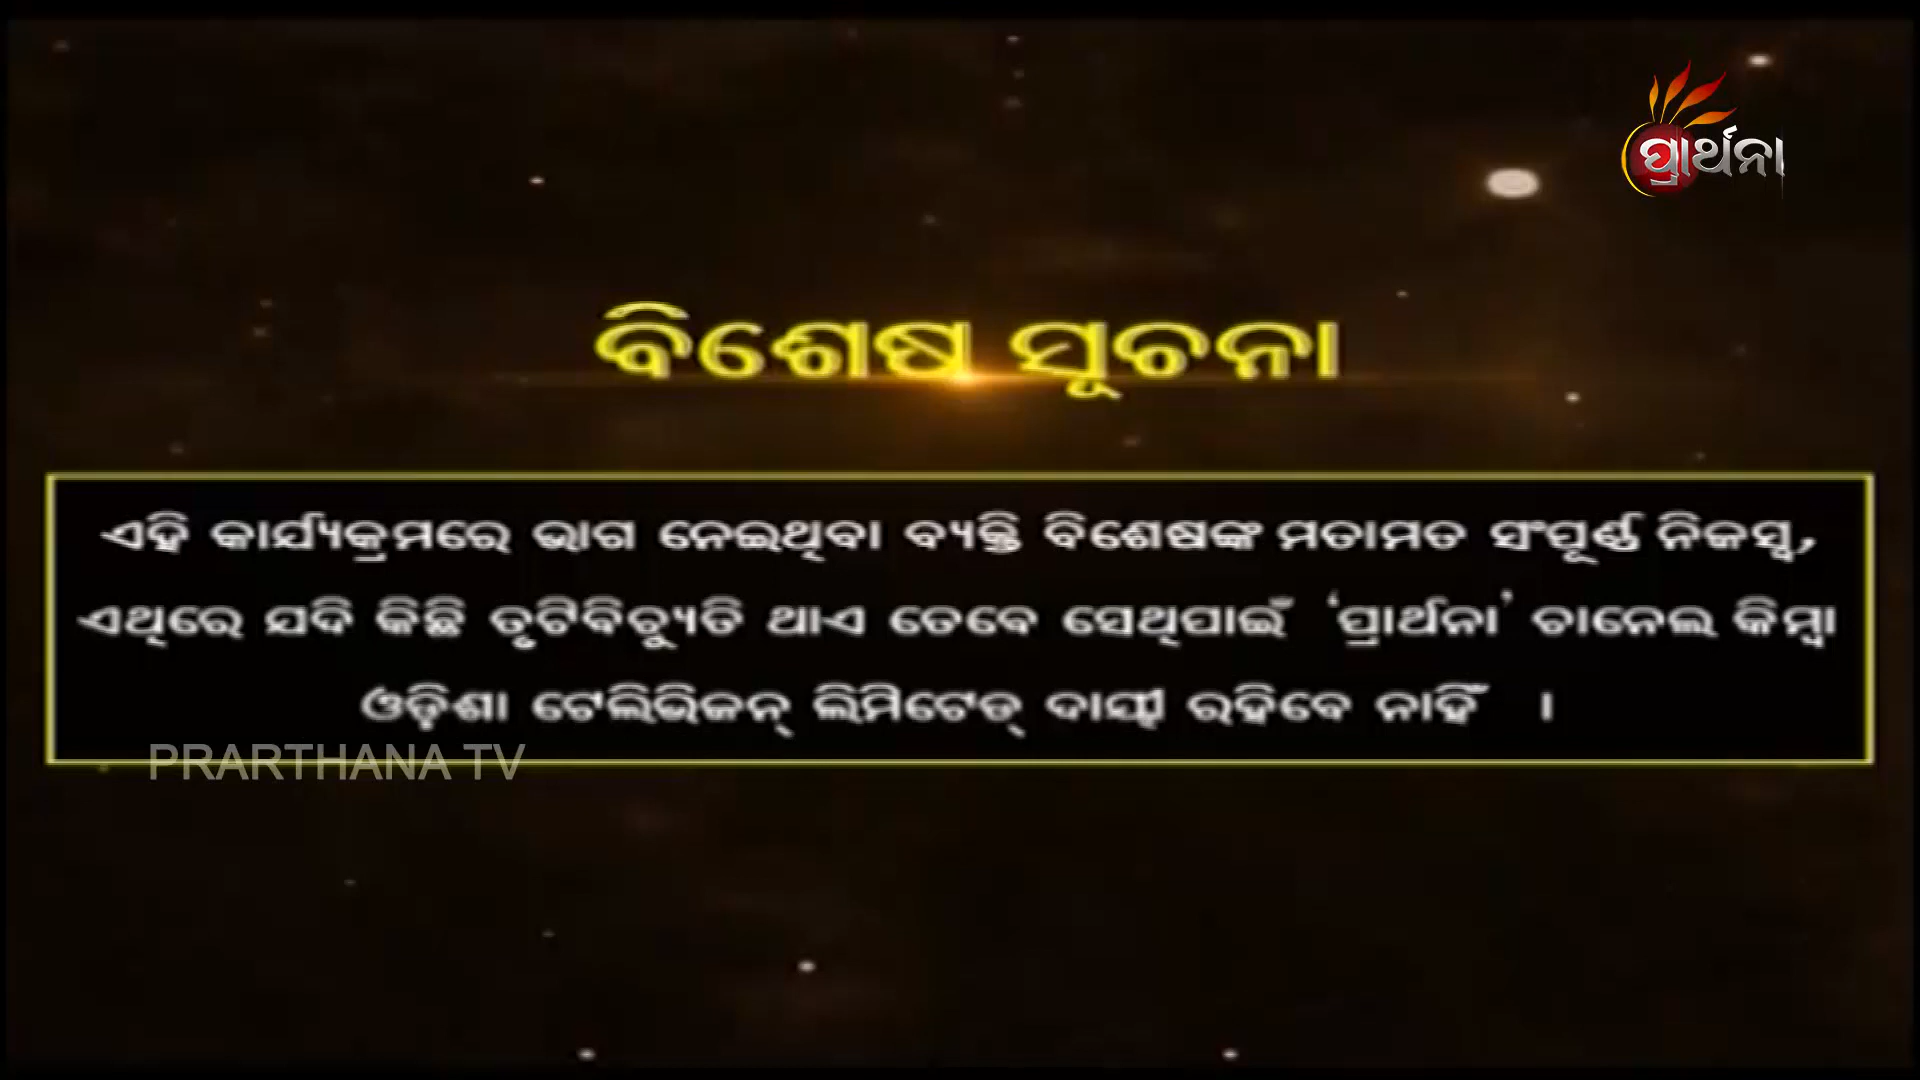 ପ୍ରାର୍ଥନା
ବିଶେଷ ସୂଚନା
ଏହି କାର୍ଯ୍ୟକ୍ରମରେ ଭାଗ ନେଇଥିବା ବ୍ୟକ୍ତି ବିଶେଷଙ୍କ ମତାମତ ସଂପୂର୍ଣ୍ଣ ନିଜସ୍ୱ,
ଏଥିରେ ଯଦି କିଛି ତୃଟିବିଚ୍ୟୁତି ଥାଏ ତେବେ ସେଥିପାଇଁ ‘ପ୍ରାର୍ଥନା’ ଚାନେଲ କିମ୍ବା
ଓଡ଼ିଶା ଟେଲିଭିଜନ୍ ଲିମିଟେଡ୍ ଦାୟୀ ରହିବେ ନାହିଁ ।
PRARTHANA TV